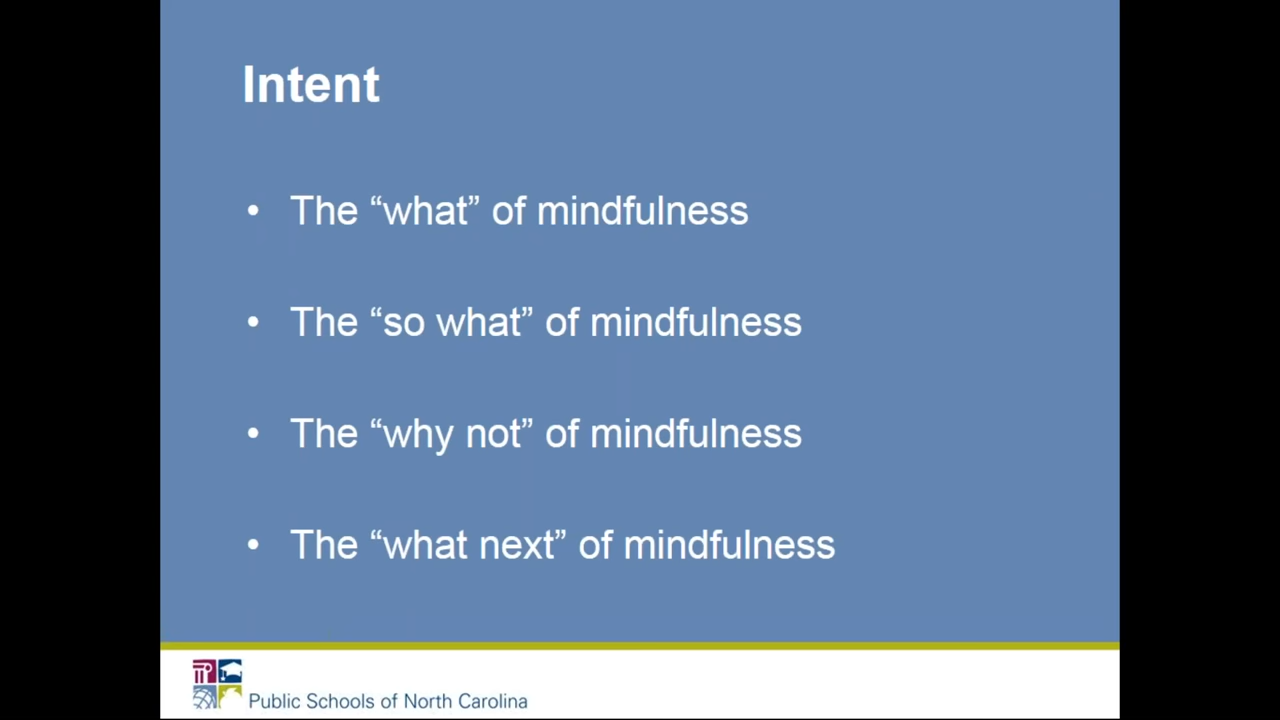 Intent
• The “what” of mindfulness
• The “so what” of mindfulness
• The “why not” of mindfulness
• The “what next” of mindfulness
Public Schools of North Carolina